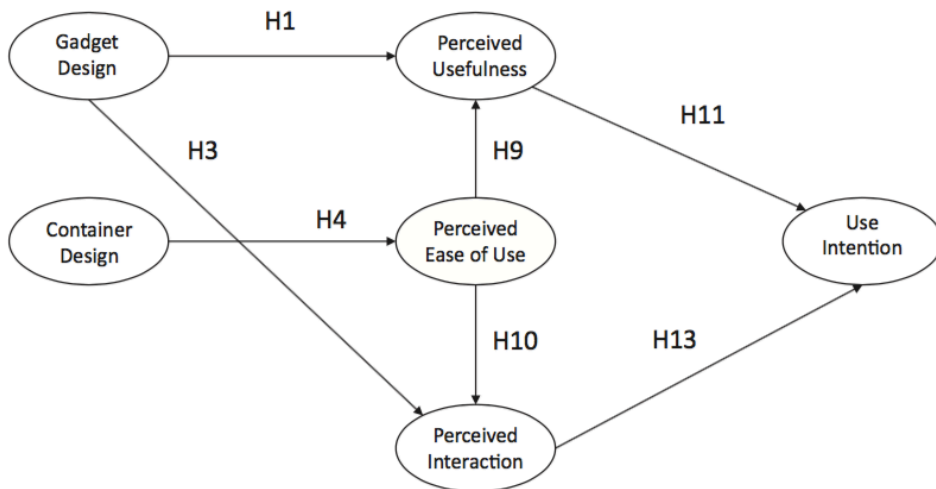 Gadget
Design
H1
Perceived
Usefulness
H11
H3
H9
Container
Design
H4
Perceived
Ease of Use
Use
Intention
H10
H13
Perceived
Interaction